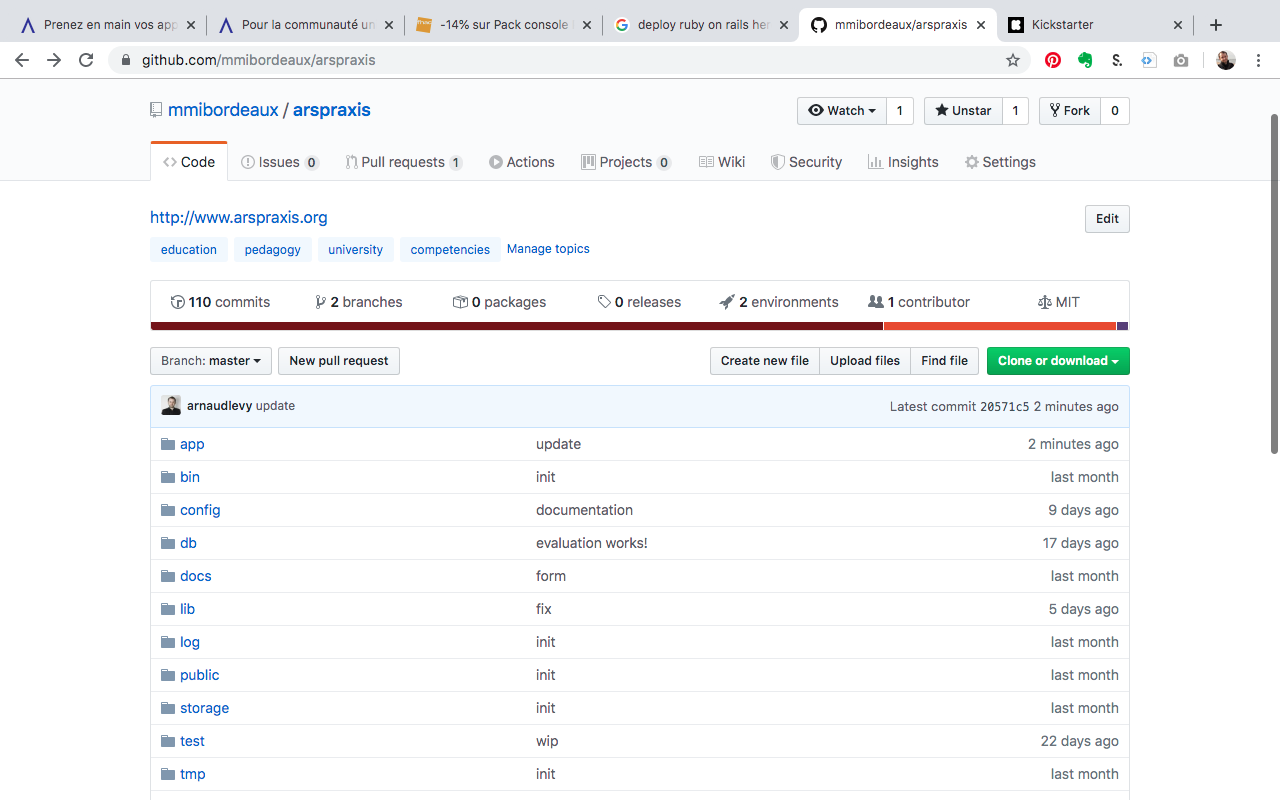 Prenez en main vos app
Pour la communauté un
-14% sur Pack console
deploy ruby on rails her
mmibordeaux/arspraxis
Kickstarter
github.com/mmibordeaux/arspraxis
mmibordeaux / arspraxis
Watch 1
Unstar 1
Fork 0
Code
Issues 0
Pull requests 1
Actions
Projects 0
Wiki
Security
Insights
Settings
http://www.arspraxis.org
Edit
education pedagogy university competencies Manage topics
110 commits 2 branches 0 packages 0 releases 2 environments 1 contributor MIT
Branch: master New pull request Create new file Upload files Find file Clone or download
arnaudlevy update Latest commit 20571c5 2 minutes ago
app update 2 minutes ago
bin init last month
config documentation 9 days ago
db evaluation works! 17 days ago
docs form last month
lib fix 5 days ago
log init last month
public init last month
storage init last month
test wip 22 days ago
tmp init last month